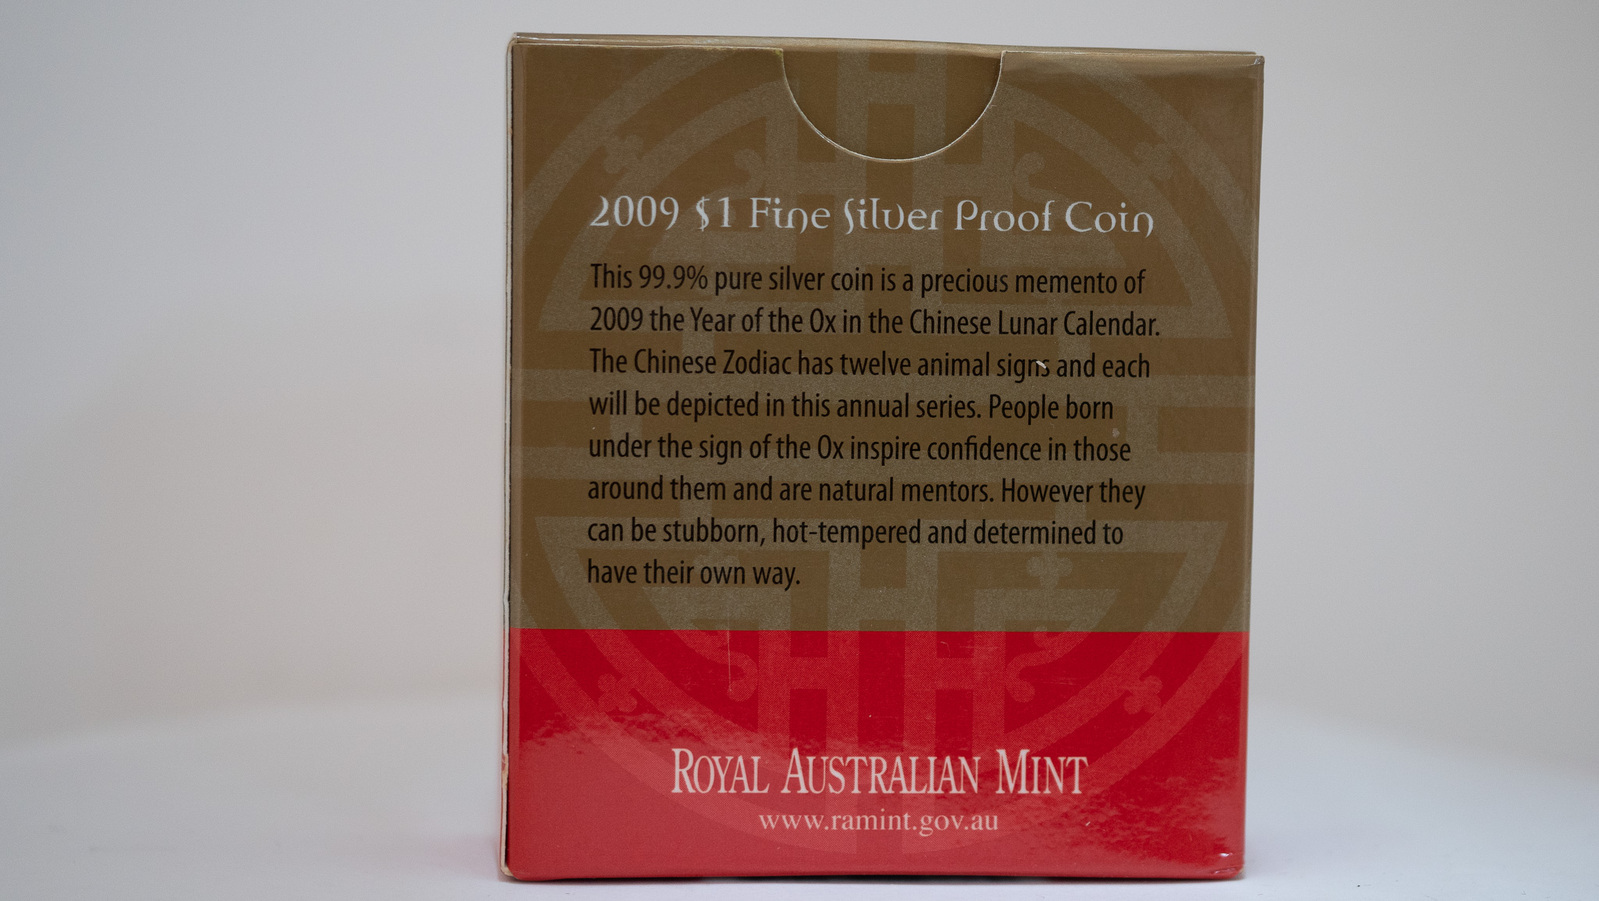 2009 $1 Fine Silver Proof Coin
This 99.9% pure silver coin is a precious memento of
2009 the Year of the Ox in the Chinese Lunar Calendar.
The Chinese Zodiac has twelve animal signs and each
will be depicted in this annual series. People born
under the sign of the Ox inspire confidence in those
around them and are natural mentors. However they
can be stubborn, hot-tempered and determined to
have their own way.
ROYAL AUSTRALIAN MINT
www.ramint.gov.au